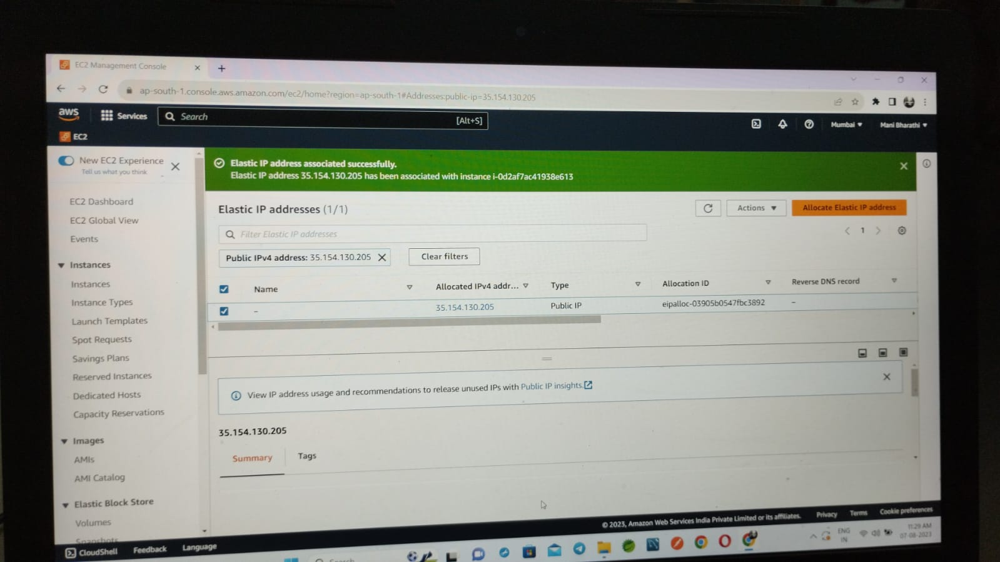 EC2 Management Console
ap-south-1.console.aws.amazon.com/ec2/home?region=ap-south-1#Addresses:public-ip=35.154.130.205
aws
Services
Search
[Alt+S]
Mumbai
Mani Bharathi
EC2
New EC2 Experience
Tell us what you think
EC2 Dashboard
EC2 Global View
Events
Instances
Instances
Instance Types
Launch Templates
Spot Requests
Savings Plans
Reserved Instances
Dedicated Hosts
Capacity Reservations
Images
AMIs
AMI Catalog
Elastic Block Store
Volumes
Snapshots
Elastic IP address associated successfully.
Elastic IP address 35.154.130.205 has been associated with instance i-0d2af7ac41938e613
Elastic IP addresses (1/1)
Actions
Allocate Elastic IP address
Filter Elastic IP addresses
1
Public IPv4 address: 35.154.130.205
Clear filters
Name Allocated IPv4 addr... Type Allocation ID Reverse DNS record
– 35.154.130.205 Public IP eipalloc-03905b0547fbc3892 –
View IP address usage and recommendations to release unused IPs with Public IP insights.
35.154.130.205
Summary Tags
© 2023, Amazon Web Services India Private Limited or its affiliates. Privacy Terms Cookie preferences
CloudShell Feedback Language
Search
ENG
IN
11:29 AM
07-08-2023